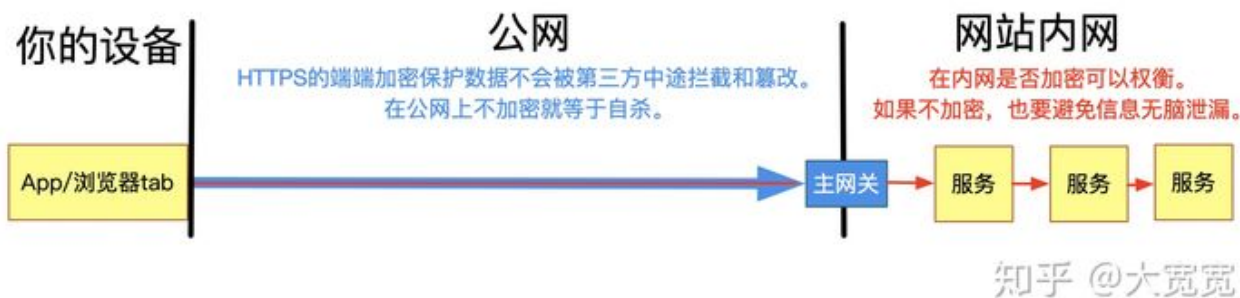 你的设备
公网
网站内网
HTTPS的端端加密保护数据不会被第三方中途拦截和篡改。
在公网上不加密就等于自杀。
在内网是否加密可以权衡。
如果不加密，也要避免信息无脑泄漏。
App/浏览器tab
主网关
服务
服务
服务
知乎 @大宽宽